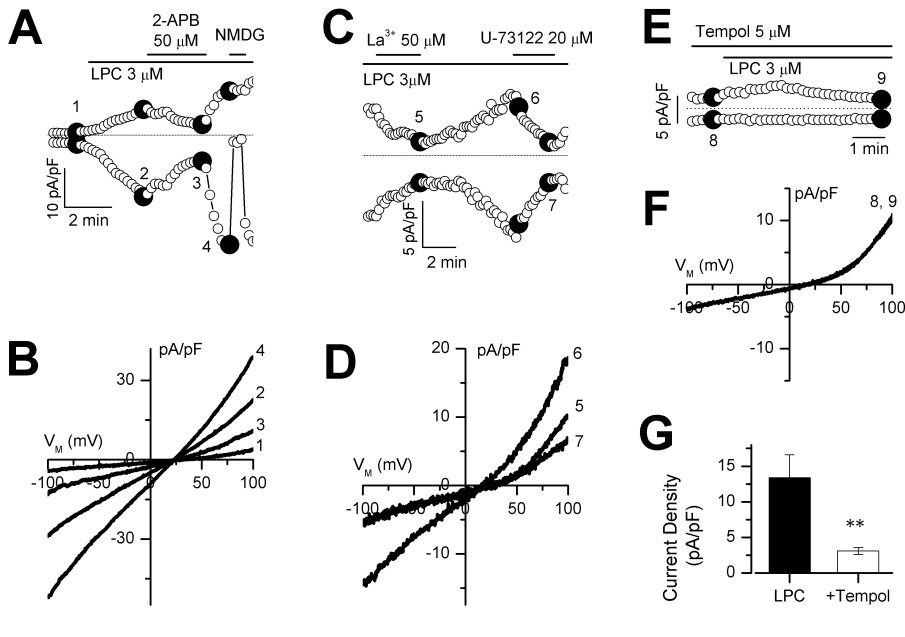 A
2-APB
50 μM
NMDG
LPC 3 μM
1
2
3
4
10 pA/pF
2 min
C
La³⁺ 50 μM
U-73122 20 μM
LPC 3μM
5
6
7
5 pA/pF
2 min
E
Tempol 5 μM
LPC 3 μM
9
8
5 pA/pF
1 min
F
pA/pF
8, 9
10
V_M (mV)
0
-100 -50 0 50 100
-10
B
pA/pF
4
30
2
3
V_M (mV)
1
0
-100 -50 0 50 100
-30
D
20
pA/pF
6
10
5
7
V_M (mV)
0
-100 -50 0 50 100
-10
G
Current Density
(pA/pF)
15
10
5
0
**
LPC +Tempol